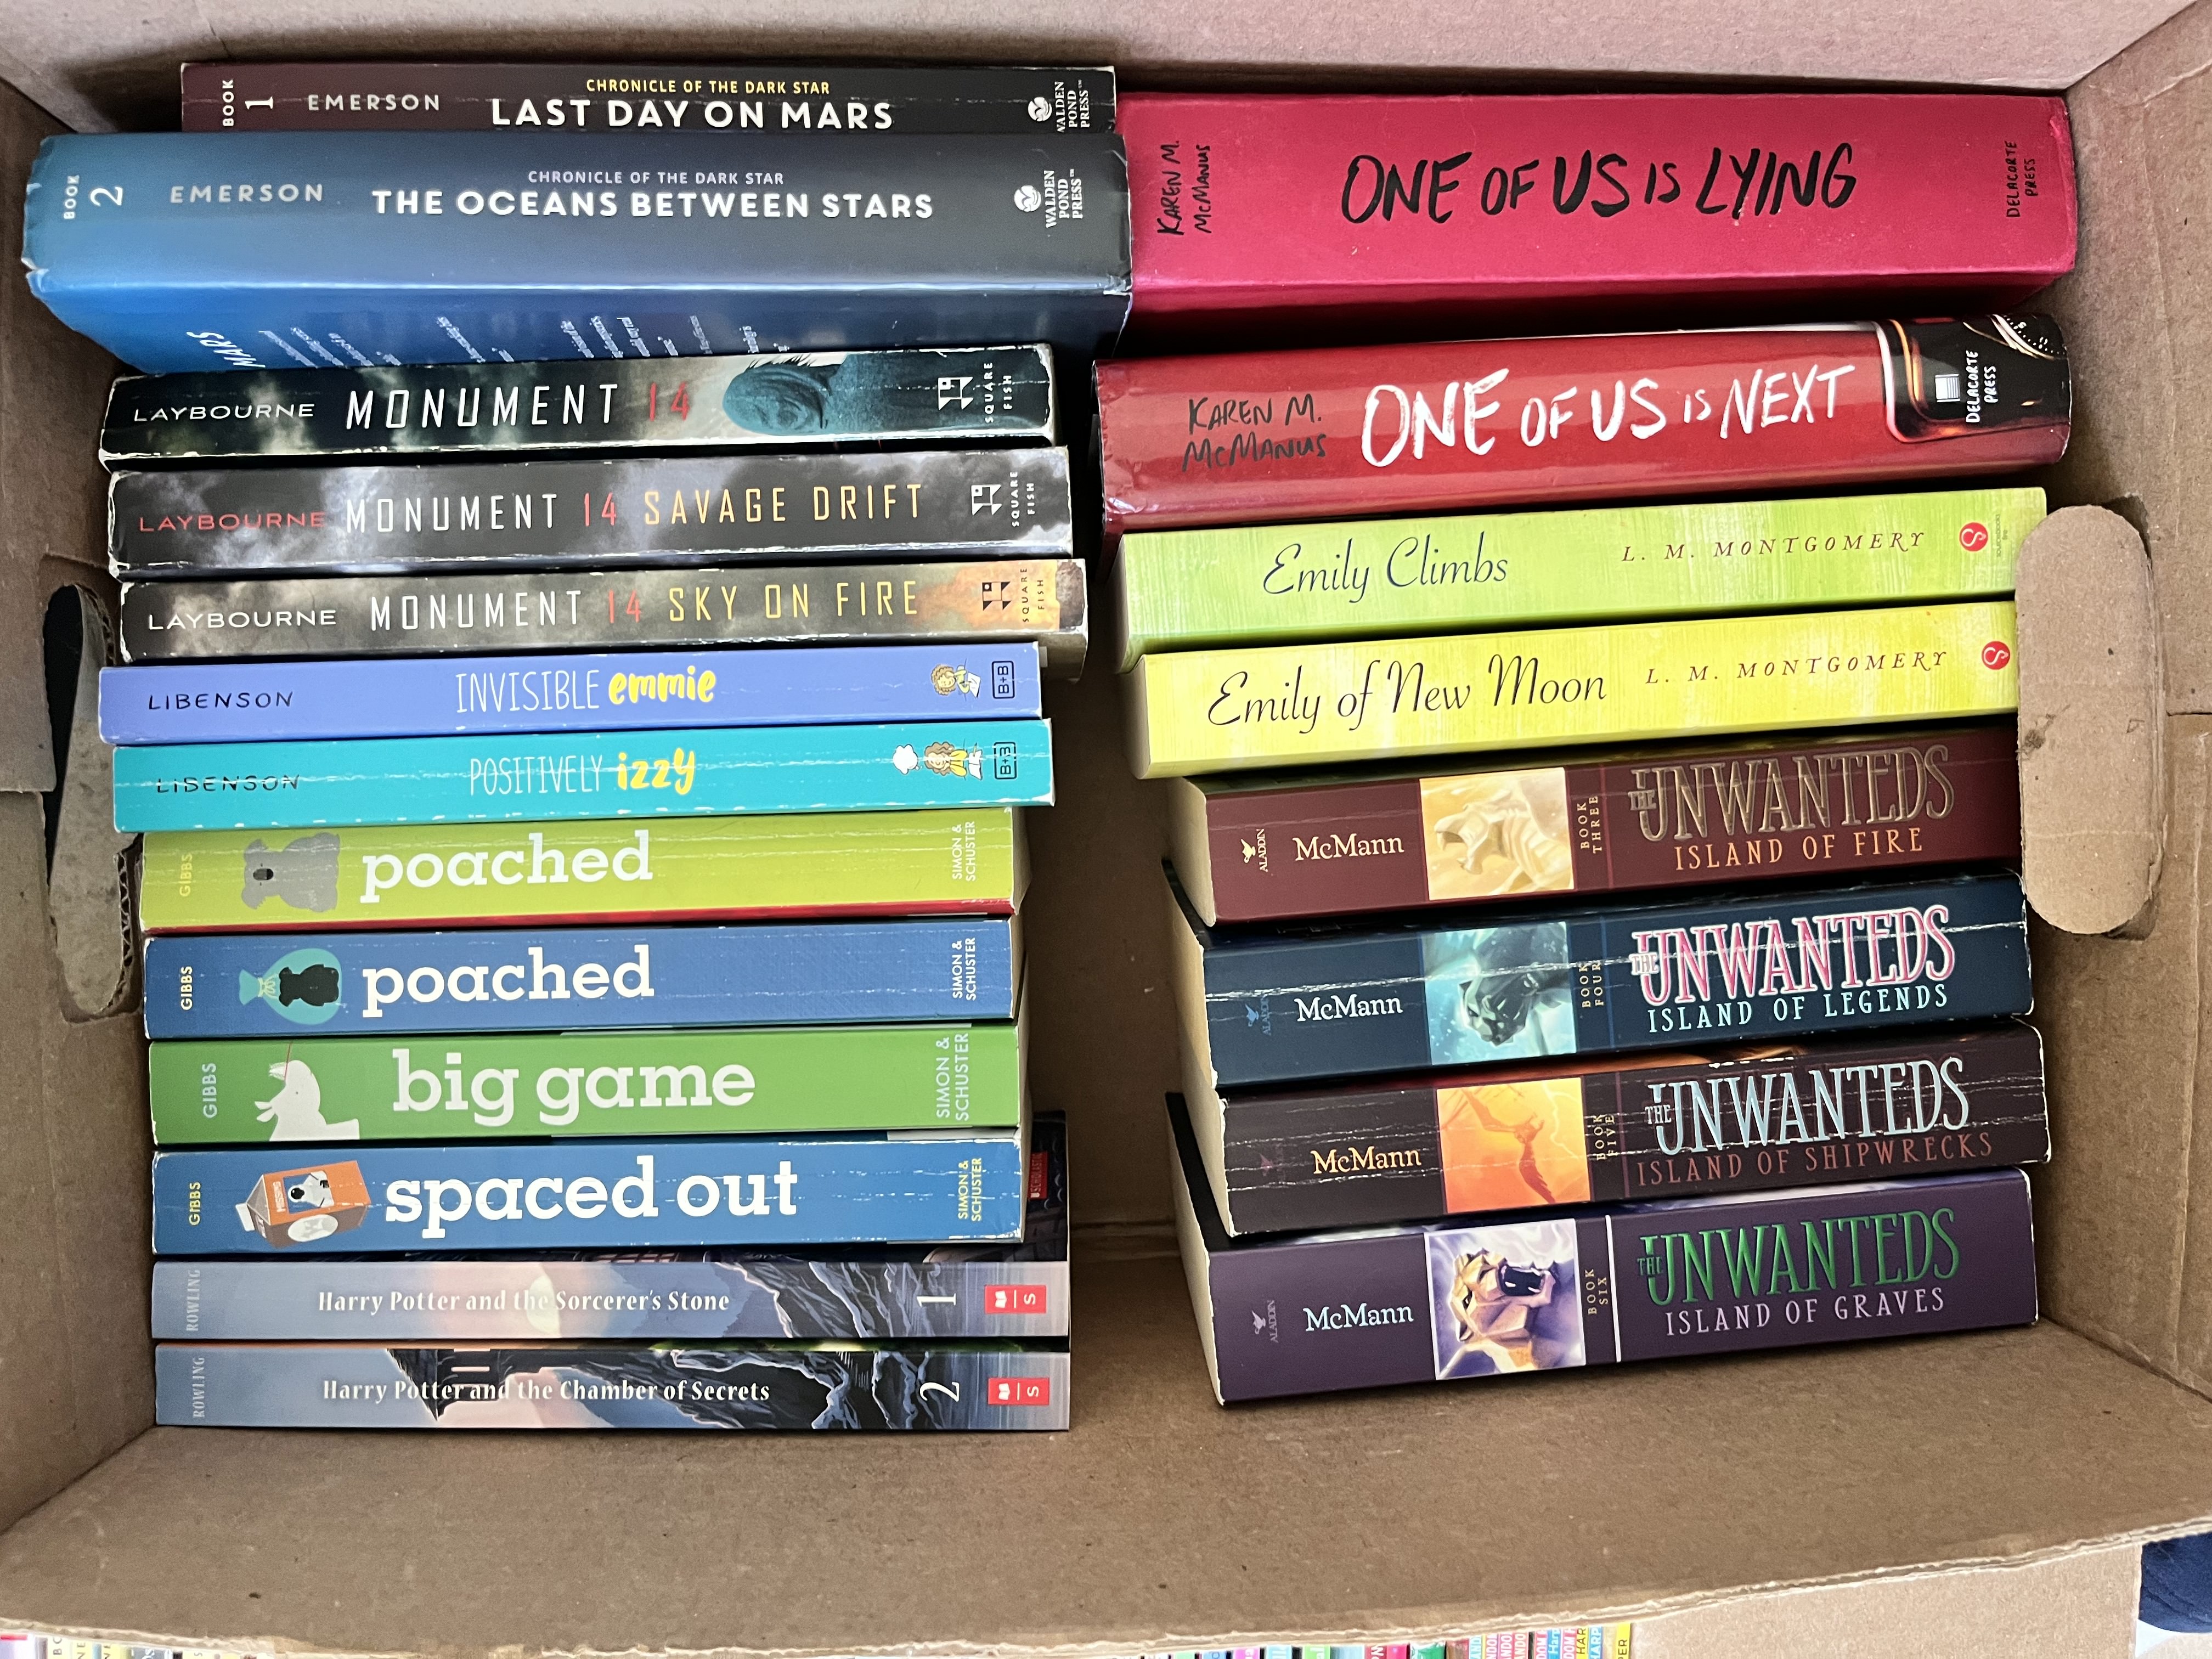 ROWLING
Harry Potter and the Chamber of Secrets
2
S
ROWLING
Harry Potter and the Sorcerer's Stone
1
S
SCHOLASTIC
GIBBS
MISSING
spaced out
SIMON &
SCHUSTER
GIBBS
big game
SIMON &
SCHUSTER
GIBBS
poached
SIMON &
SCHUSTER
GIBBS
poached
SIMON &
SCHUSTER
LIBENSON
POSITIVELY izzy
B+B
LIBENSON
INVISIBLE emmie
B+B
LAYBOURNE
MONUMENT 14 SKY ON FIRE
SQUARE
FISH
LAYBOURNE
MONUMENT 14 SAVAGE DRIFT
SQUARE
FISH
LAYBOURNE
MONUMENT 14
SQUARE
FISH
MARS
BOOK
2
EMERSON
CHRONICLE OF THE DARK STAR
THE OCEANS BETWEEN STARS
WALDEN
POND
PRESS™
BOOK
1
EMERSON
CHRONICLE OF THE DARK STAR
LAST DAY ON MARS
WALDEN
POND
PRESS™
ALADDIN
McMann
BOOK
SIX
THE
UNWANTEDS
ISLAND OF GRAVES
ALADDIN
McMann
BOOK
FIVE
THE
UNWANTEDS
ISLAND OF SHIPWRECKS
ALADDIN
McMann
BOOK
FOUR
THE
UNWANTEDS
ISLAND OF LEGENDS
ALADDIN
McMann
BOOK
THREE
THE
UNWANTEDS
ISLAND OF FIRE
Emily of New Moon
L. M. MONTGOMERY
Emily Climbs
L. M. MONTGOMERY
sourcebooks
fire
KAREN M.
McMANUS
ONE OF US IS NEXT
DELACORTE
PRESS
KAREN M.
McMANUS
ONE OF US IS LYING
DELACORTE
PRESS